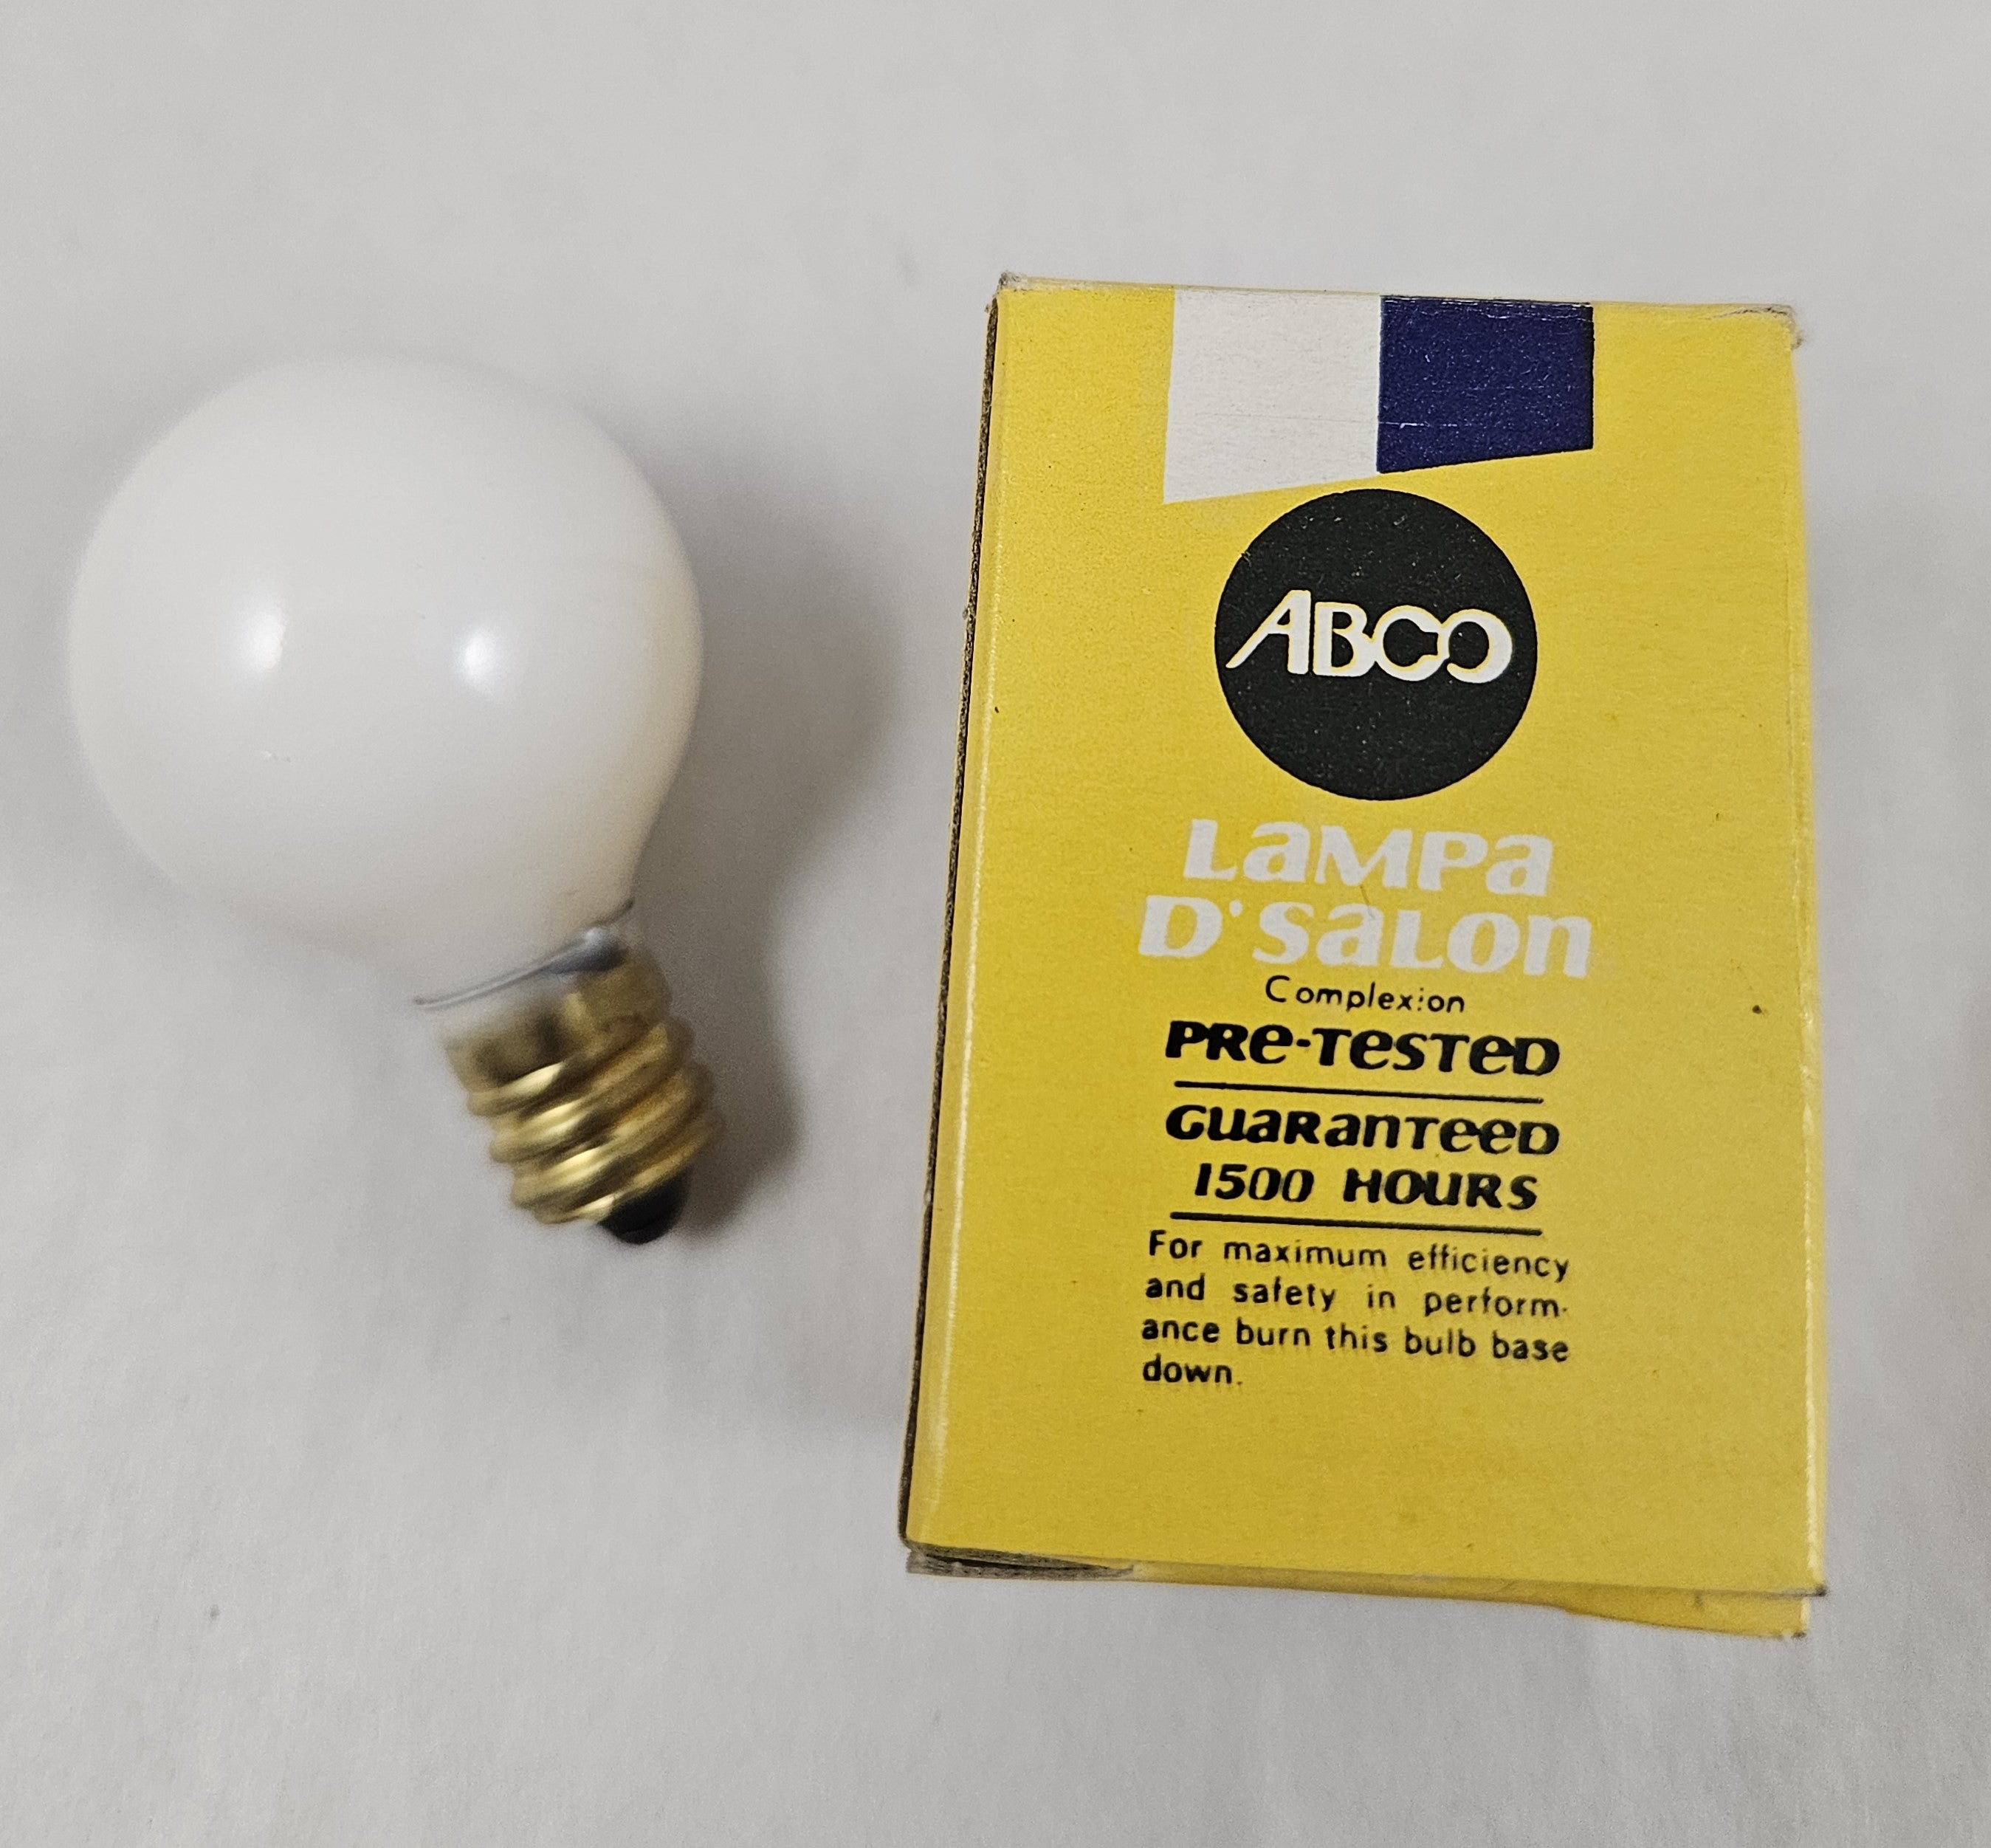 ABCO
LaMPa
D'SaLon
Complexion
PRe-TesTeD
GuaRanTeeD
1500 HOURS
For maximum efficiency
and safety in perform-
ance burn this bulb base
down.